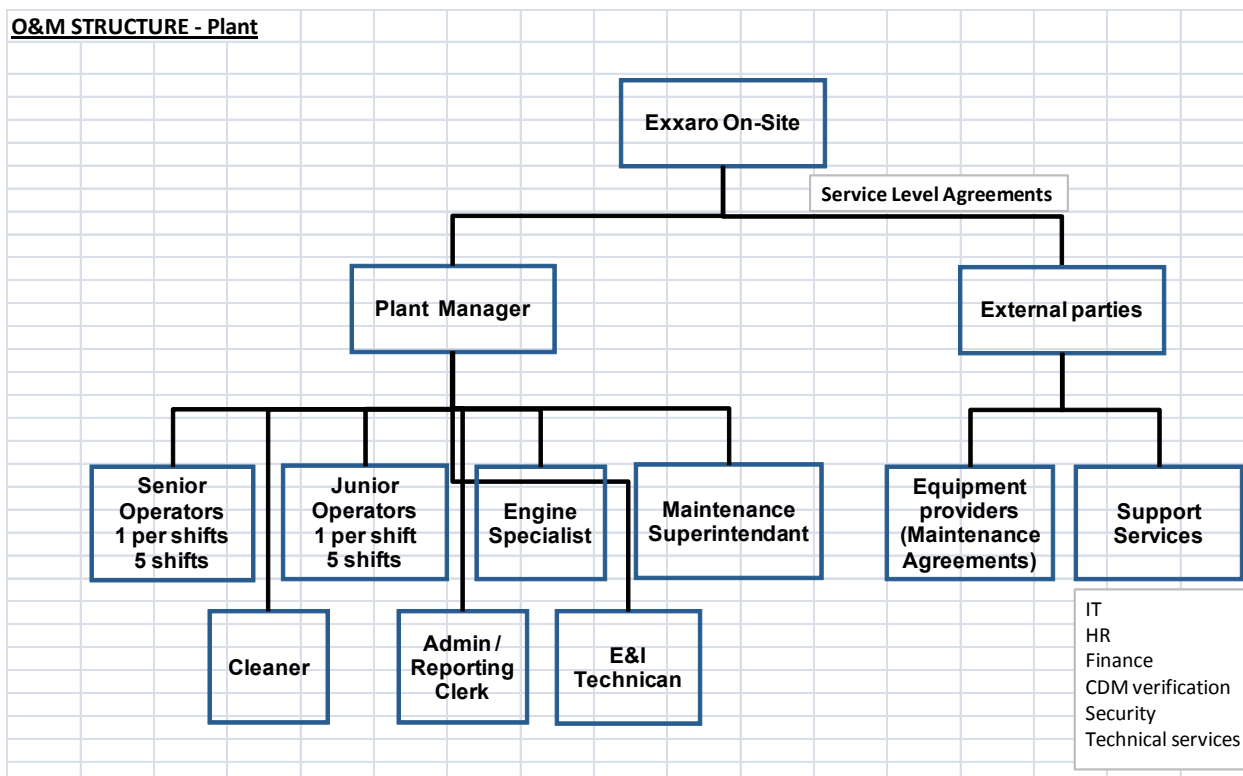 O&M STRUCTURE - Plant
Exxaro On-Site
Service Level Agreements
Plant Manager
External parties
Senior
Operators
1 per shifts
5 shifts
Junior
Operators
1 per shift
5 shifts
Engine
Specialist
Maintenance
Superintendant
Equipment
providers
(Maintenance
Agreements)
Support
Services
Cleaner
Admin /
Reporting
Clerk
E&I
Technican
IT
HR
Finance
CDM verification
Security
Technical services